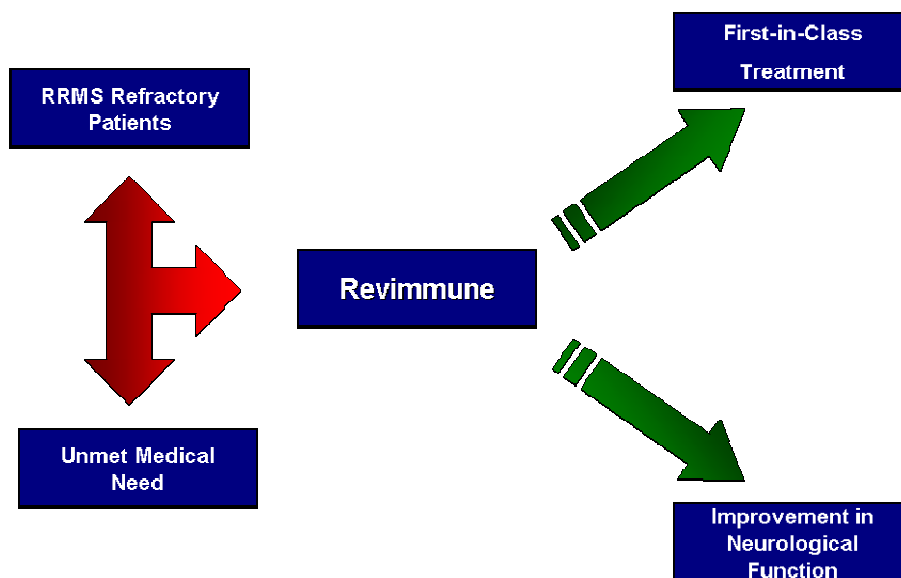 First-in-Class
Treatment
RRMS Refractory
Patients
Revimmune
Unmet Medical
Need
Improvement in
Neurological
Function